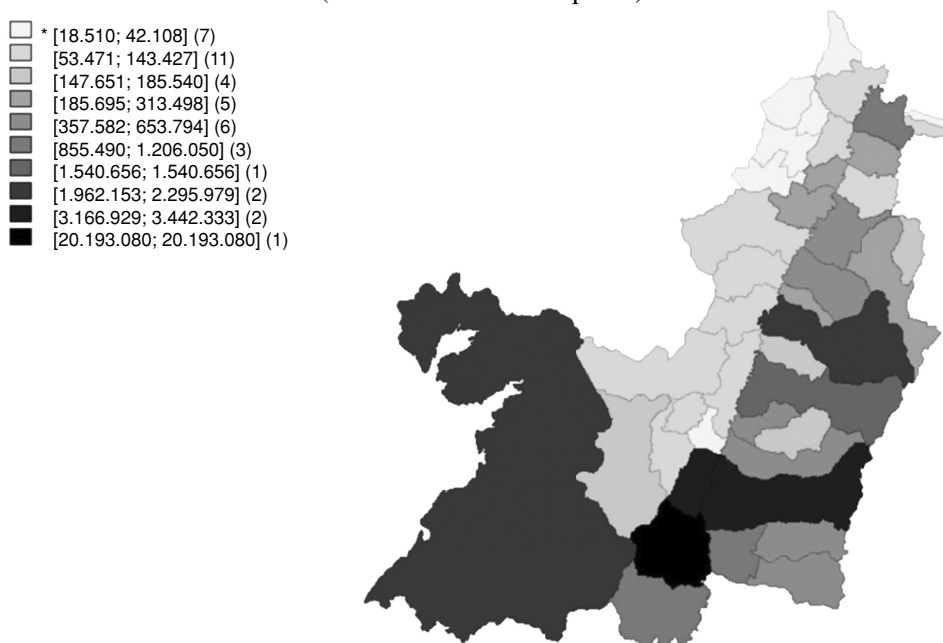 * [18.510; 42.108] (7)
[53.471; 143.427] (11)
[147.651; 185.540] (4)
[185.695; 313.498] (5)
[357.582; 653.794] (6)
[855.490; 1.206.050] (3)
[1.540.656; 1.540.656] (1)
[1.962.153; 2.295.979] (2)
[3.166.929; 3.442.333] (2)
[20.193.080; 20.193.080] (1)